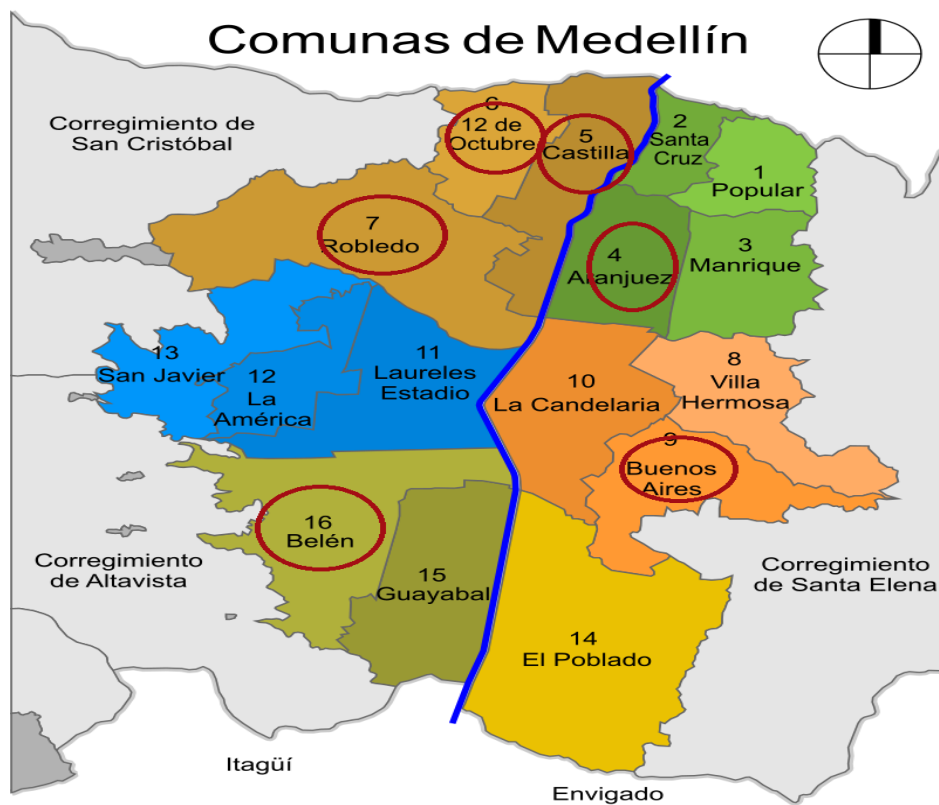 Comunas de Medellín
Corregimiento de
San Cristóbal
6
12 de
Octubre
5
Castilla
2
Santa
Cruz
1
Popular
7
Robledo
4
Aranjuez
3
Manrique
13
San Javier
12
La
América
11
Laureles
Estadio
10
La Candelaria
8
Villa
Hermosa
9
Buenos
Aires
16
Belén
15
Guayabal
Corregimiento
de Altavista
Corregimiento
de Santa Elena
14
El Poblado
Itagüí
Envigado